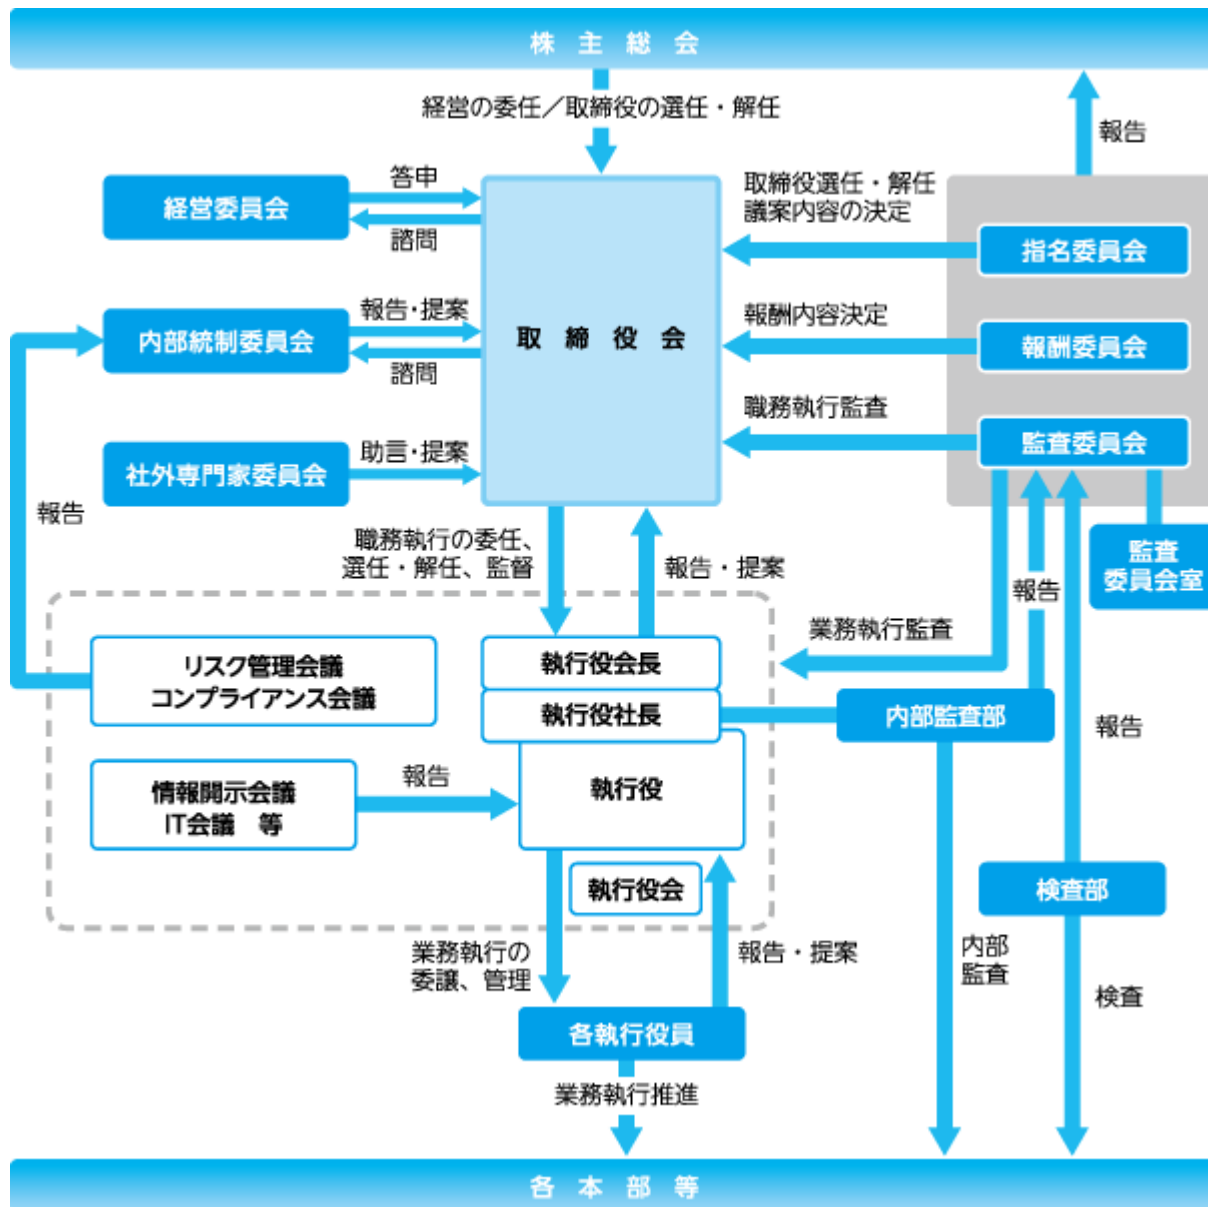 株 主 総 会
経営の委任／取締役の選任・解任
報告
経営委員会
答申
諮問
取締役選任・解任
議案内容の決定
指名委員会
内部統制委員会
報告・提案
諮問
取 締 役 会
報酬内容決定
報酬委員会
社外専門家委員会
助言・提案
職務執行監査
監査委員会
報告
職務執行の委任、
選任・解任、監督
報告・提案
監査
委員会室
報告
業務執行監査
リスク管理会議
コンプライアンス会議
執行役会長
執行役社長
内部監査部
報告
情報開示会議
IT会議　等
報告
執行役
執行役会
検査部
業務執行の
委譲、管理
報告・提案
内部
監査
検査
各執行役員
業務執行推進
各 本 部 等